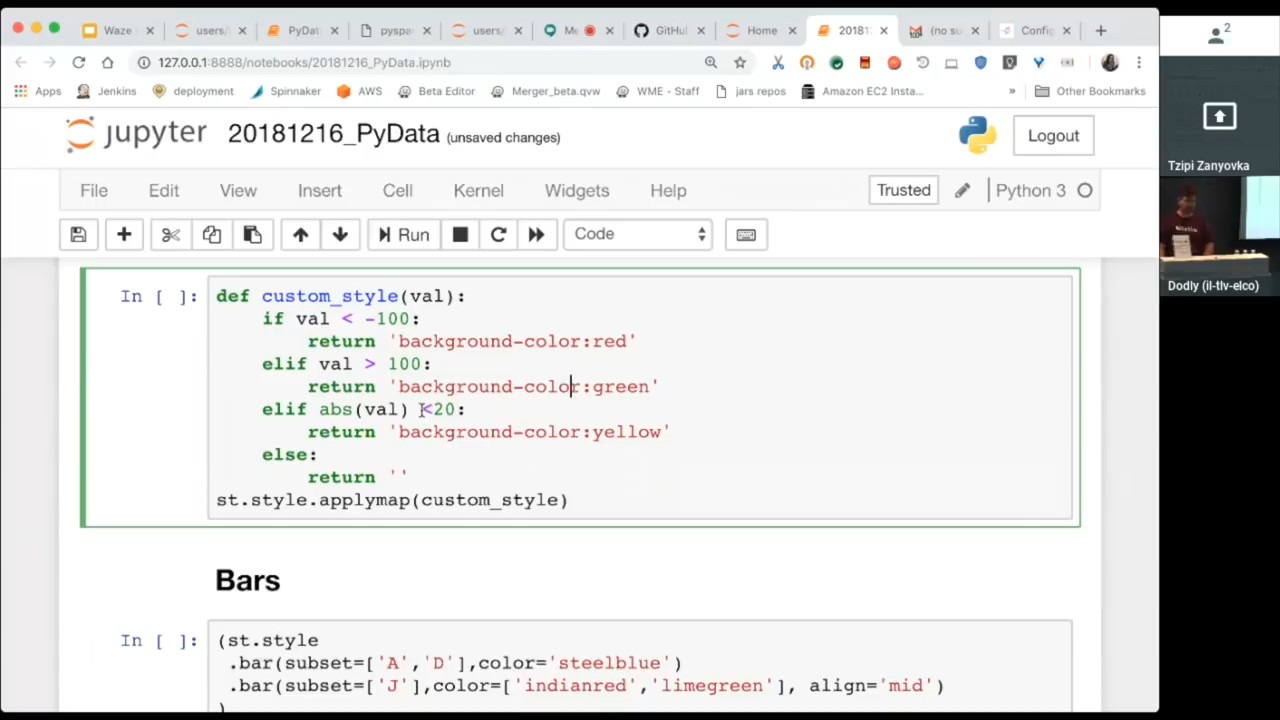 Waze
users/
PyDat
pyspa
users/
Me
GitHul
Home
20181
(no su
Config
127.0.0.1:8888/notebooks/20181216_PyData.ipynb
Apps
Jenkins
deployment
Spinnaker
AWS
Beta Editor
Merger_beta.qvw
WME - Staff
jars repos
Amazon EC2 Insta...
»
Other Bookmarks
jupyter 20181216_PyData (unsaved changes)
Logout
File Edit View Insert Cell Kernel Widgets Help
Trusted
Python 3
Run
Code
In [ ]:
def custom_style(val):
    if val < -100:
        return 'background-color:red'
    elif val > 100:
        return 'background-color:green'
    elif abs(val) <20:
        return 'background-color:yellow'
    else:
        return ''
st.style.applymap(custom_style)
Bars
In [ ]:
(st.style
 .bar(subset=['A','D'],color='steelblue')
 .bar(subset=['J'],color=['indianred','limegreen'], align='mid')
)
2
Tzipi Zanyovka
Dodly (il-tlv-elco)